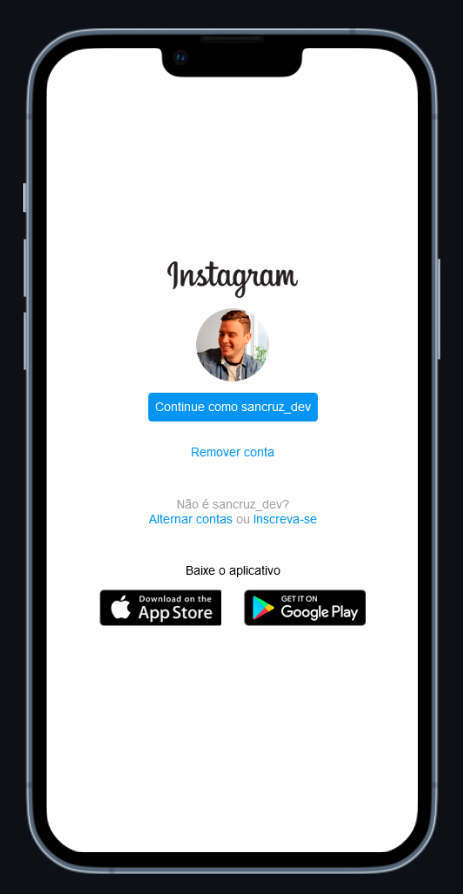 Instagram
Continue como sancruz_dev
Remover conta
Não é sancruz_dev?
Alternar contas ou Inscreva-se
Baixe o aplicativo
Download on the
App Store
GET IT ON
Google Play